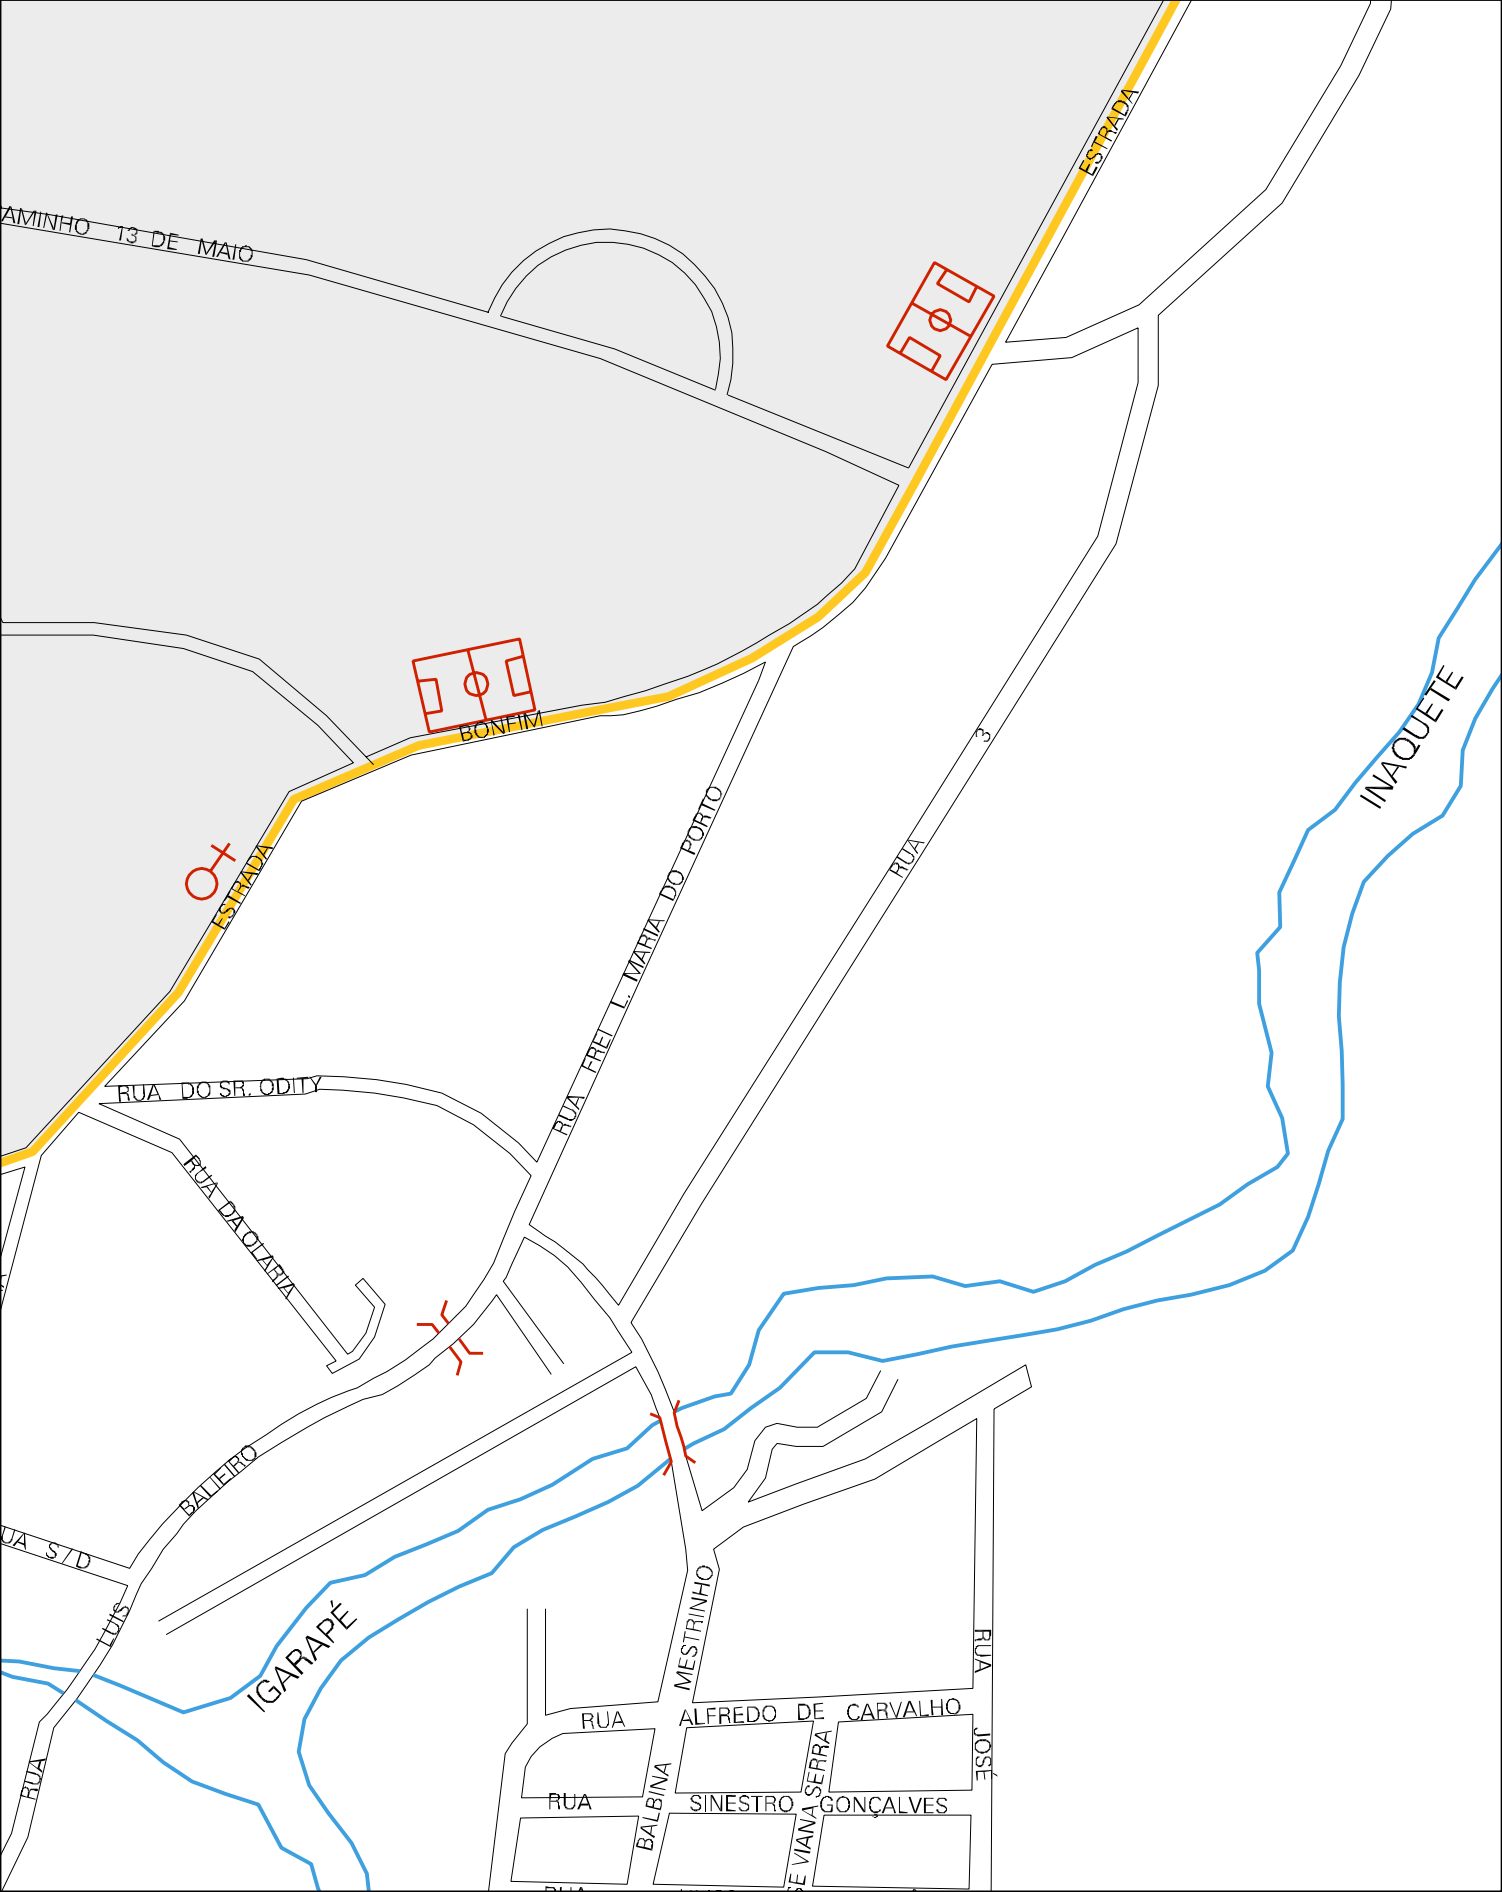 ESTRADA
AMINHO 13 DE MAIO
INAQUETE
BONFIM
3
RUA
RUA FREI L. MARIA DO PORTO
ESTRADA
RUA DO SR. ODITY
RUA DA OLARIA
BALIEIRO
UA S/D
LUIS
RUA
IGARAPÉ
MESTRINHO
BALBINA
RUA
JOSÉ
RUA ALFREDO DE CARVALHO
E VIANA SERRA
RUA SINESTRO GONÇALVES